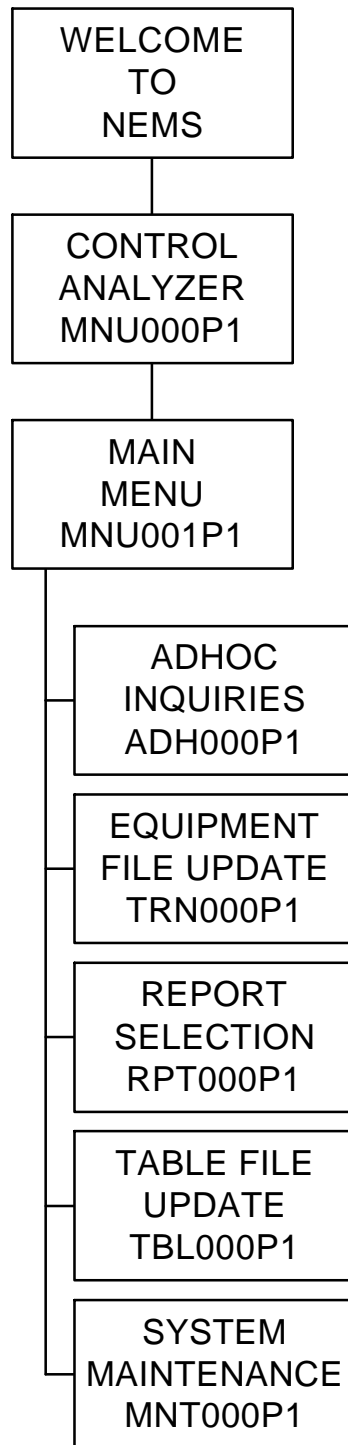 WELCOME
TO
NEMS
CONTROL
ANALYZER
MNU000P1
MAIN
MENU
MNU001P1
ADHOC
INQUIRIES
ADH000P1
EQUIPMENT
FILE UPDATE
TRN000P1
REPORT
SELECTION
RPT000P1
TABLE FILE
UPDATE
TBL000P1
SYSTEM
MAINTENANCE
MNT000P1